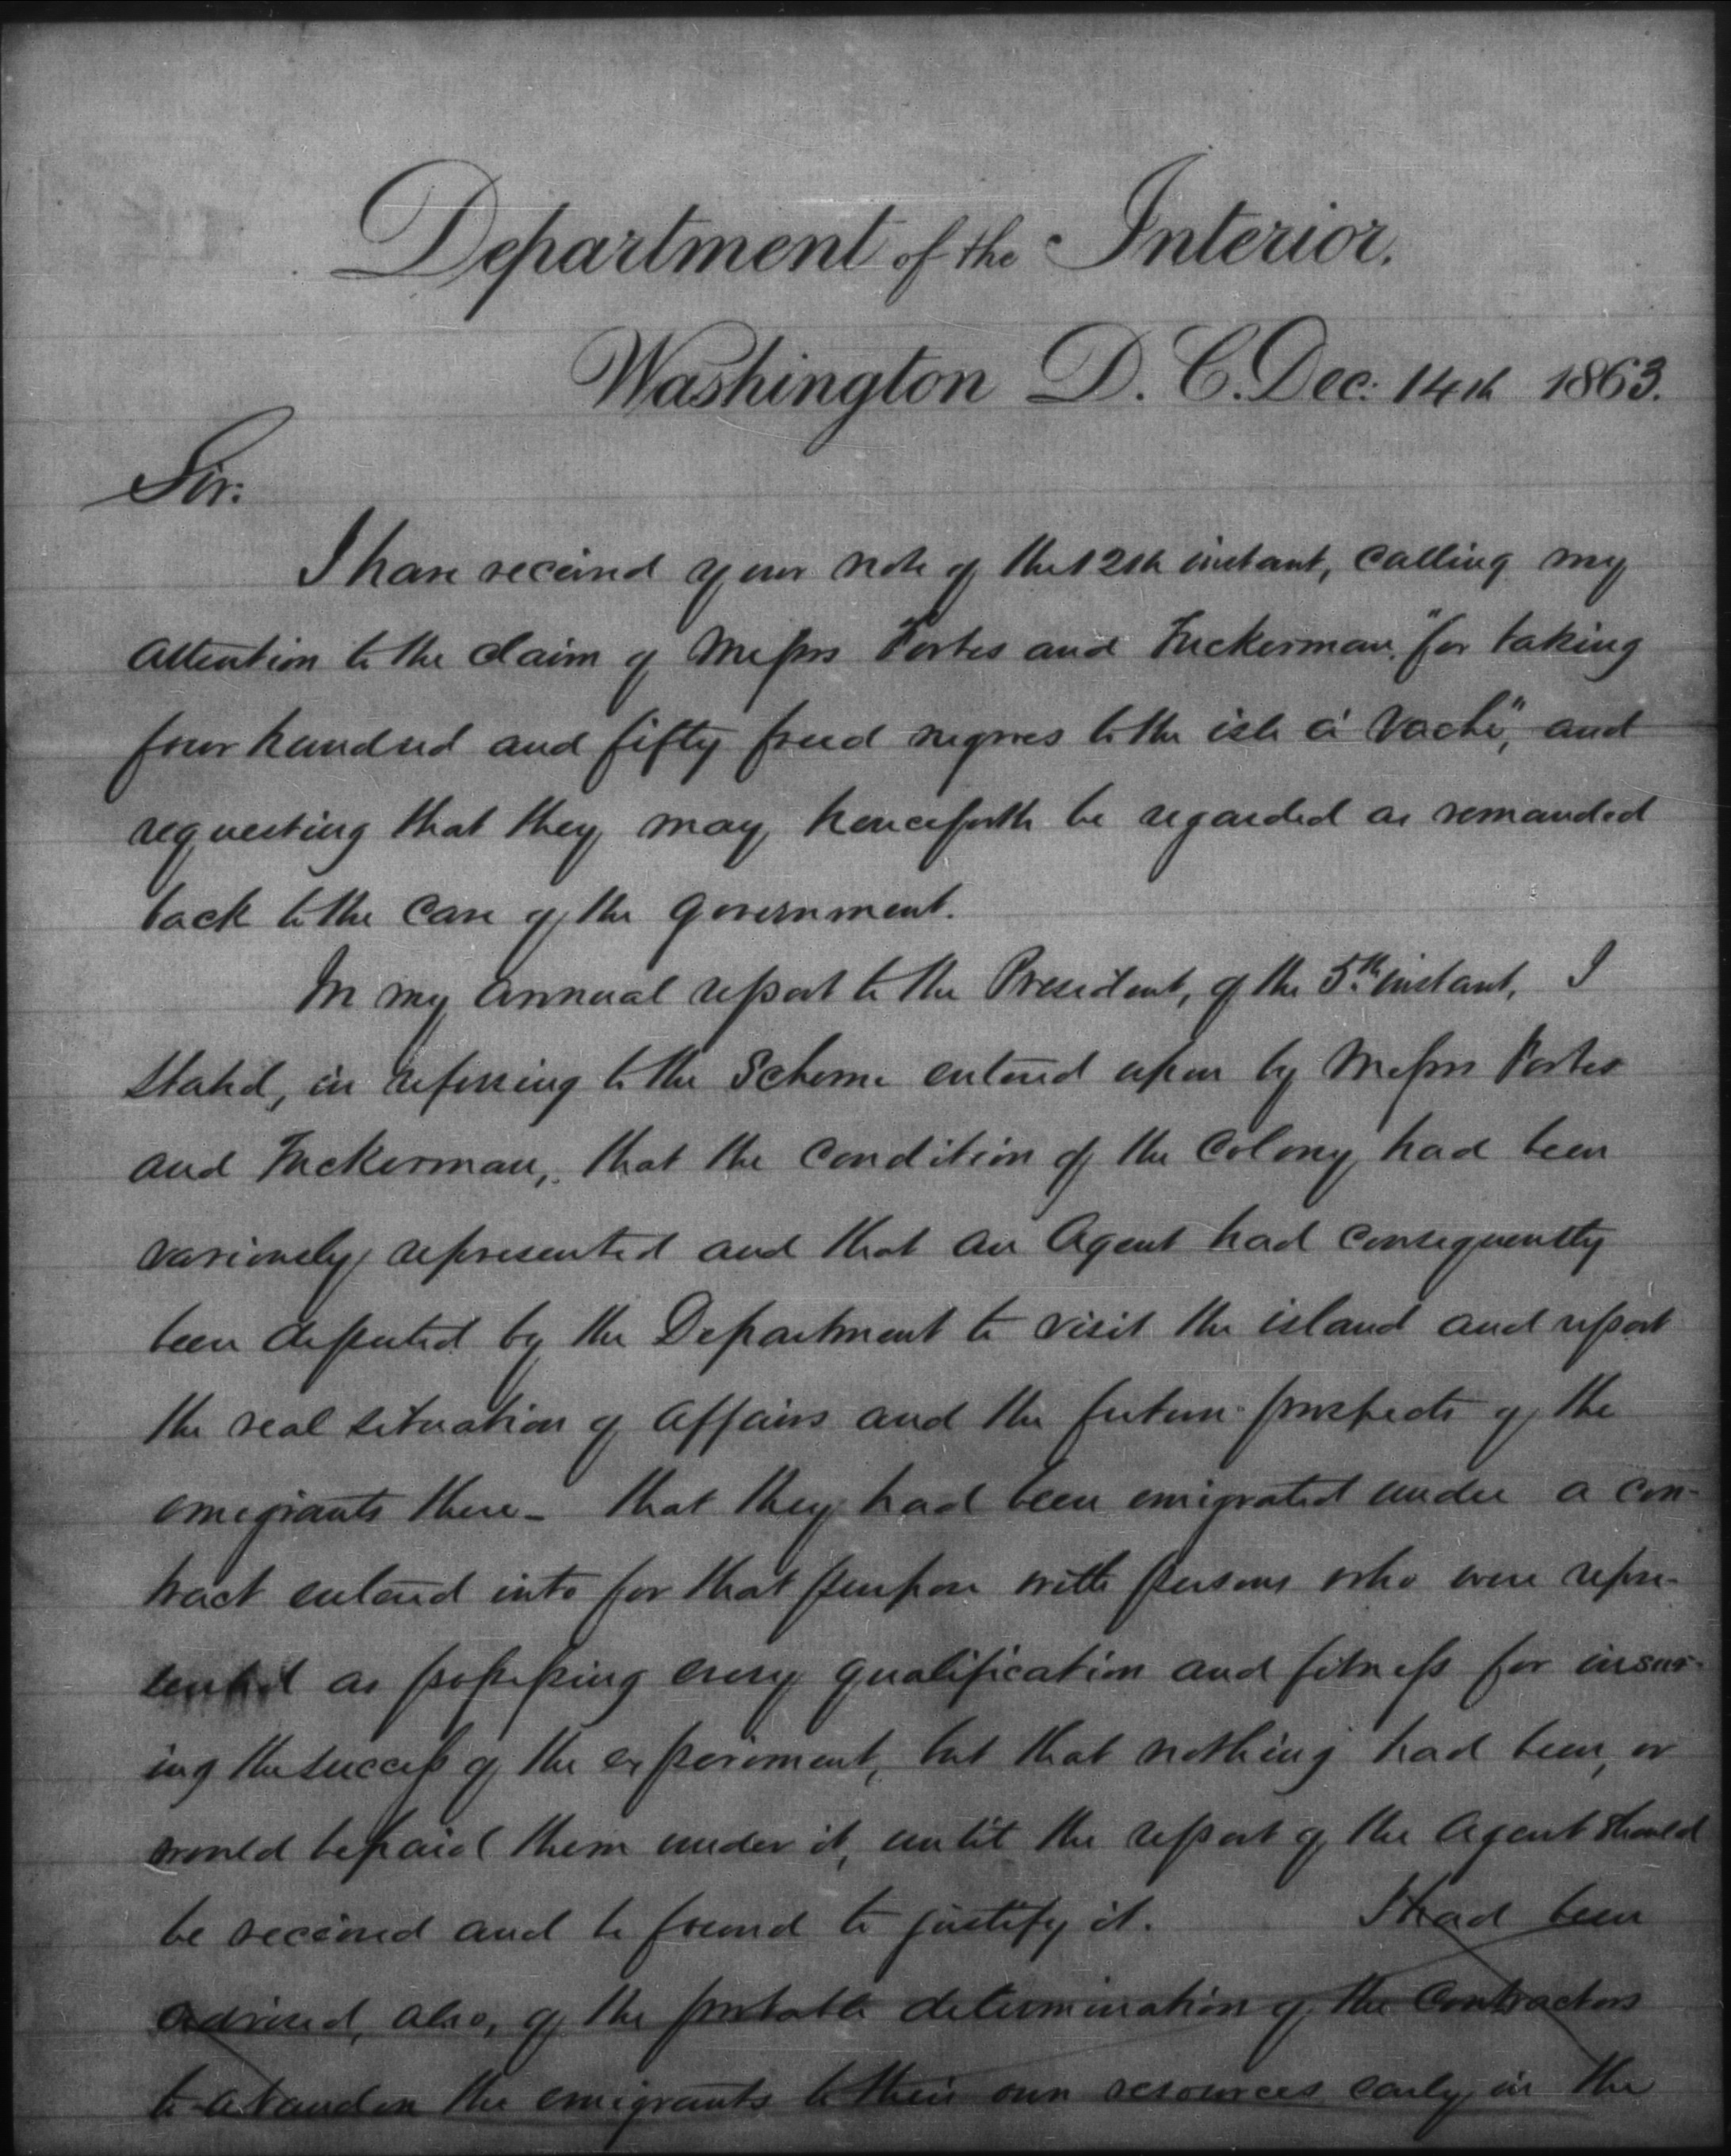 Department of the Interior.
Washington D. C. Dec. 14th 1863.
Sir:
I have received your note of the 12th instant, calling my
attention to the claim of Messrs Fortes and Tuckerman, "for taking
four hundred and fifty freed negroes to the isle á Vache", and
requesting that they may henceforth be regarded as remanded
back to the care of the government.
In my annual report to the President, of the 5th instant, I
stated, in referring to the Scheme entered upon by Messrs Fortes
and Tuckerman, that the condition of the Colony had been
variously represented and that an Agent had consequently
been deputed by the Department to visit the island and report
the real situation of affairs and the future prospects of the
emigrants there - that they had been emigrated under a con-
tract entered into for that purpose with persons who were repre-
sented as possessing every qualification and fitness for insur-
ing the success of the experiment, but that nothing had been, or
would be paid them under it, until the report of the Agent should
be received and be found to justify it. I had been
advised, also, of the probable determination of the Contractors
to abandon the emigrants to their own resources early in the